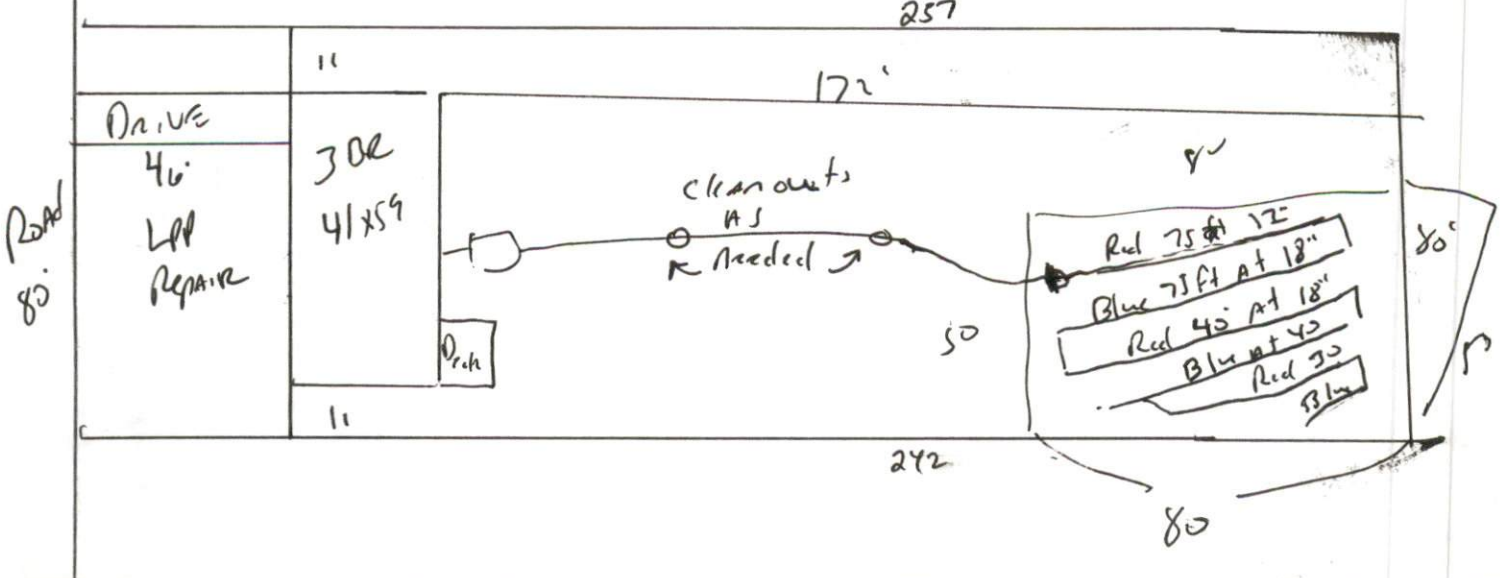 257
11
172'
DRIVE
46'
LPP
REPAIR
ROAD
80'
3 BR
41x59
Cleanouts
AS
needed
Deck
11
50
80'
Red 75 ft 12"
Blue 75 ft At 18"
Red 40' At 18"
Blue At 40
Red 30
Blue
242
80